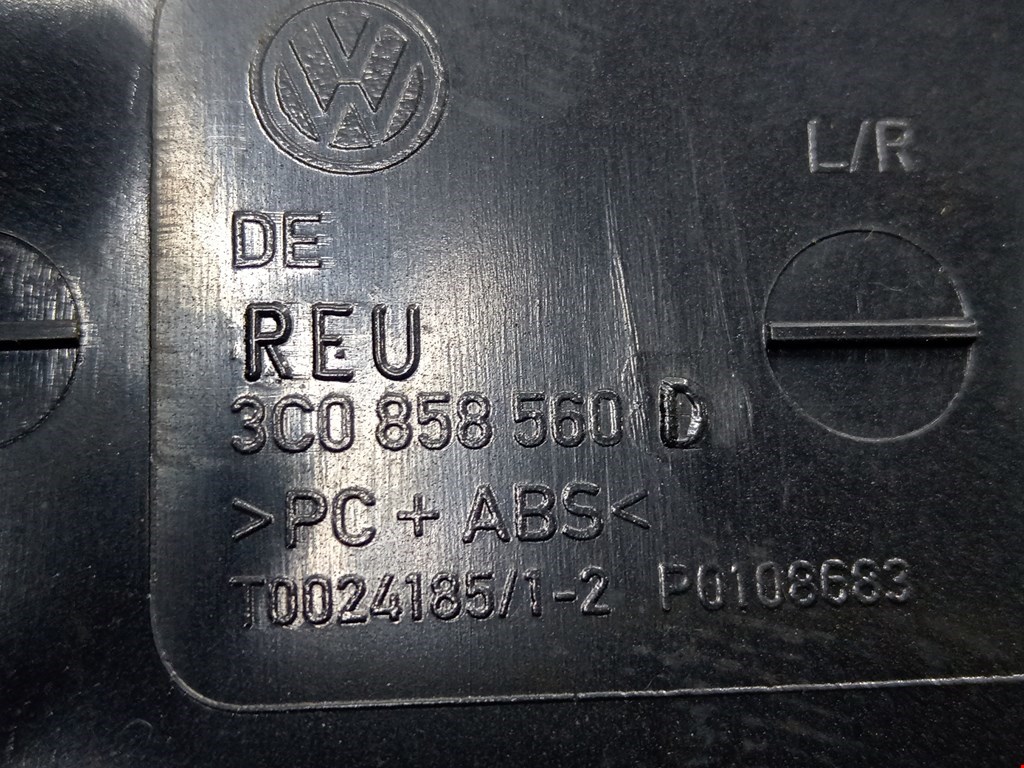 L/R
DE
REU
3C0 858 560 D
>PC + ABS<
T0024185/1-2 P0108683